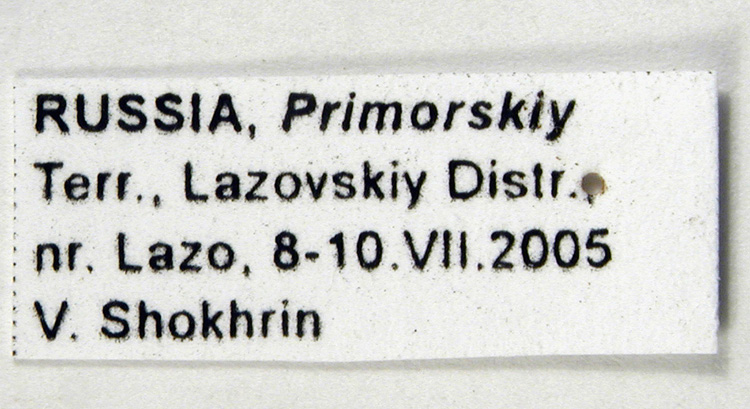 RUSSIA, Primorskiy
Terr., Lazovskiy Distr.,
nr. Lazo, 8-10.VII.2005
V. Shokhrin